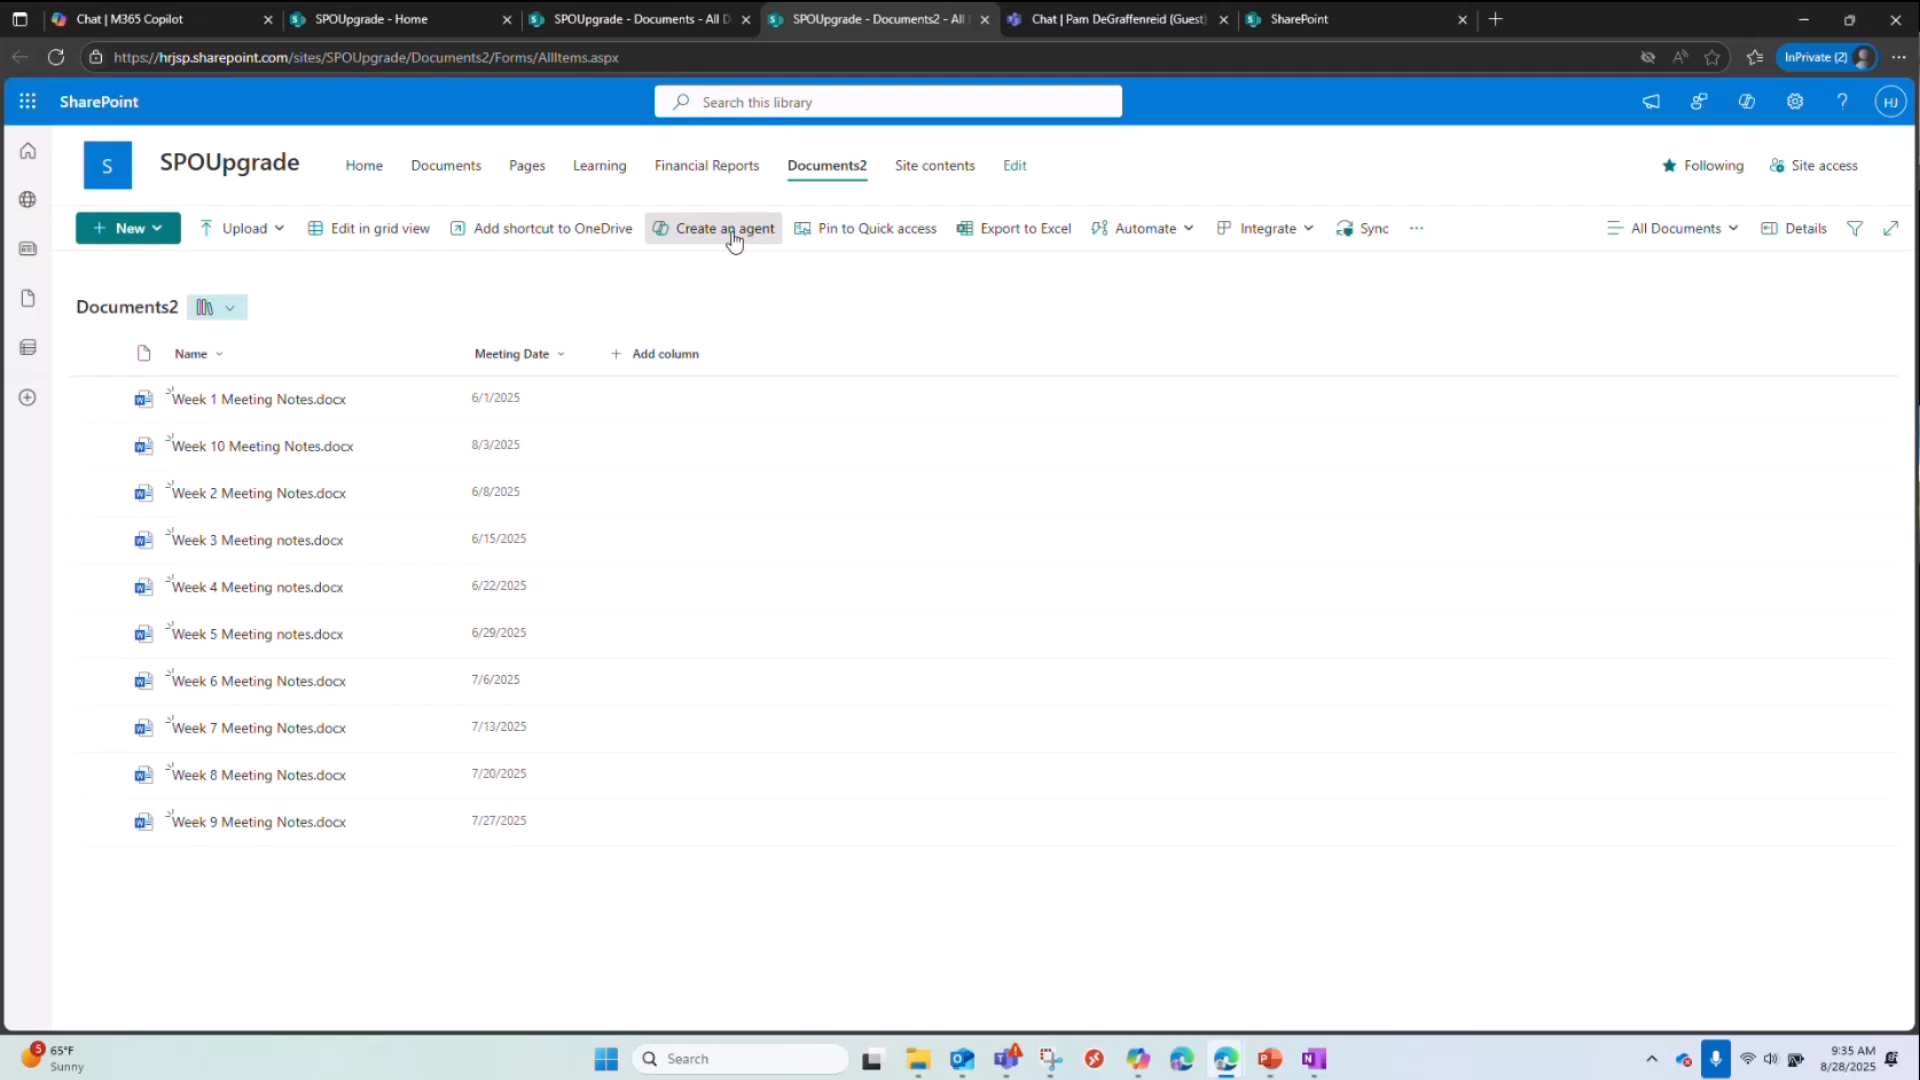 Chat | M365 Copilot
SPOUpgrade - Home
SPOUpgrade - Documents - All D
SPOUpgrade - Documents2 - All
Chat | Pam DeGraffenreid (Guest)
SharePoint
https://hrjsp.sharepoint.com/sites/SPOUpgrade/Documents2/Forms/AllItems.aspx
InPrivate (2)
SharePoint
Search this library
HJ
S
SPOUpgrade
Home
Documents
Pages
Learning
Financial Reports
Documents2
Site contents
Edit
Following
Site access
New
Upload
Edit in grid view
Add shortcut to OneDrive
Create an agent
Pin to Quick access
Export to Excel
Automate
Integrate
Sync
All Documents
Details
Documents2
Name
Meeting Date
Add column
Week 1 Meeting Notes.docx 6/1/2025
Week 10 Meeting Notes.docx 8/3/2025
Week 2 Meeting Notes.docx 6/8/2025
Week 3 Meeting notes.docx 6/15/2025
Week 4 Meeting notes.docx 6/22/2025
Week 5 Meeting notes.docx 6/29/2025
Week 6 Meeting Notes.docx 7/6/2025
Week 7 Meeting Notes.docx 7/13/2025
Week 8 Meeting Notes.docx 7/20/2025
Week 9 Meeting Notes.docx 7/27/2025
5
65°F
Sunny
Search
9:35 AM
8/28/2025